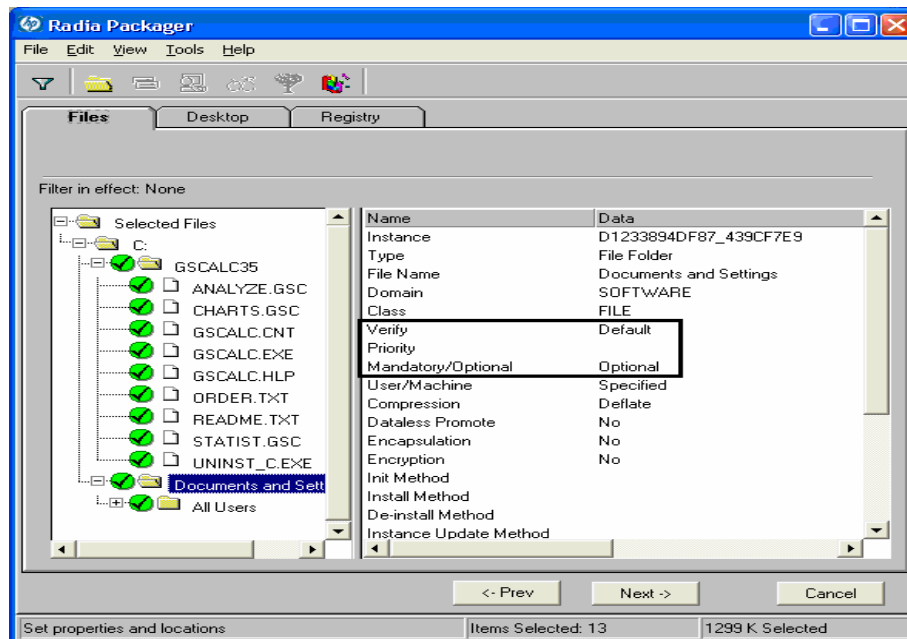 Radia Packager
File Edit View Tools Help
Files Desktop Registry
Filter in effect: None
Selected Files
C:
GSCALC35
ANALYZE.GSC
CHARTS.GSC
GSCALC.CNT
GSCALC.EXE
GSCALC.HLP
ORDER.TXT
README.TXT
STATIST.GSC
UNINST_C.EXE
Documents and Sett
All Users
Name Data
Instance D1233894DF87_439CF7E9
Type File Folder
File Name Documents and Settings
Domain SOFTWARE
Class FILE
Verify Default
Priority
Mandatory/Optional Optional
User/Machine Specified
Compression Deflate
Dataless Promote No
Encapsulation No
Encryption No
Init Method
Install Method
De-install Method
Instance Update Method
<- Prev Next -> Cancel
Set properties and locations Items Selected: 13 1299 K Selected